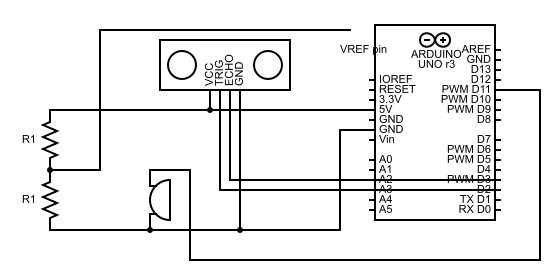 VCC
TRIG
ECHO
GND
VREF pin
ARDUINO
UNO r3
IOREF
RESET
3.3V
5V
GND
GND
Vin
A0
A1
A2
A3
A4
A5
AREF
GND
D13
D12
PWM D11
PWM D10
PWM D9
D8
D7
PWM D6
PWM D5
D4
PWM D3
D2
TX D1
RX D0
R1
R1